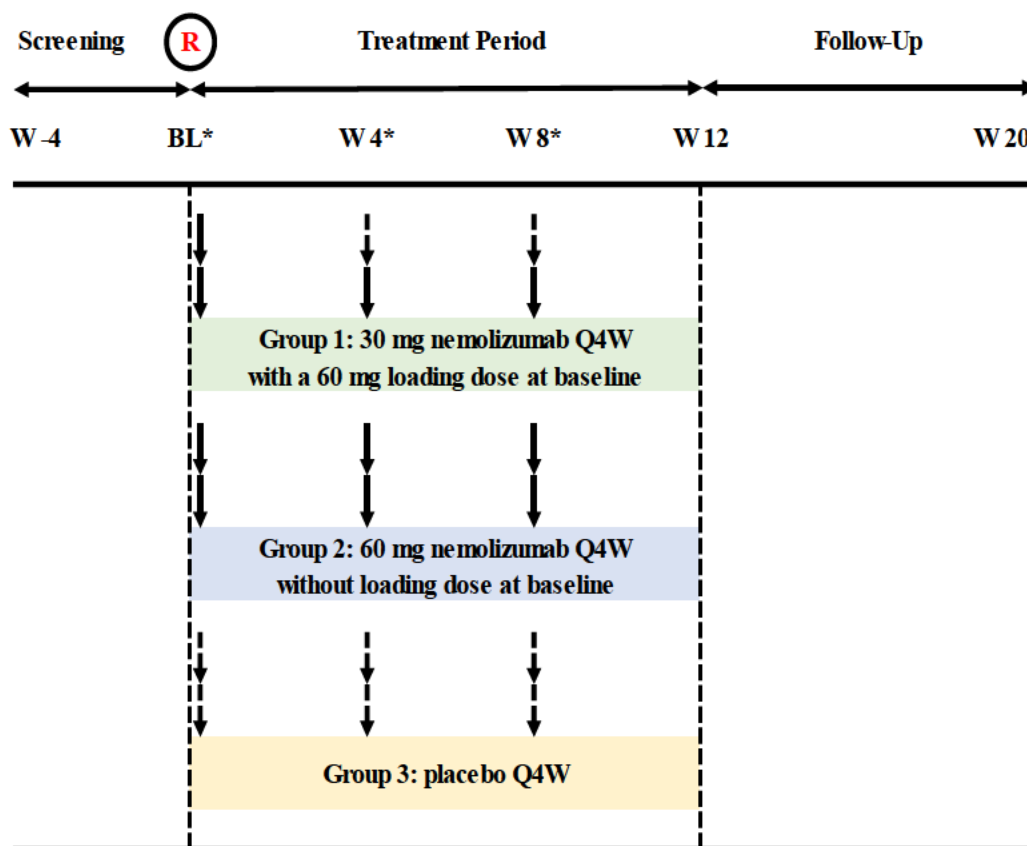 Screening R Treatment Period Follow-Up
W -4 BL* W 4* W 8* W 12 W 20
Group 1: 30 mg nemolizumab Q4W
with a 60 mg loading dose at baseline
Group 2: 60 mg nemolizumab Q4W
without loading dose at baseline
Group 3: placebo Q4W